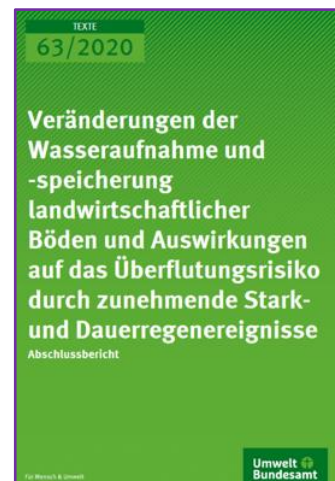 TEXTE
63/2020
Veränderungen der
Wasseraufnahme und
-speicherung
landwirtschaftlicher
Böden und Auswirkungen
auf das Überflutungsrisiko
durch zunehmende Stark-
und Dauerregenereignisse
Abschlussbericht
Für Mensch & Umwelt
Umwelt
Bundesamt